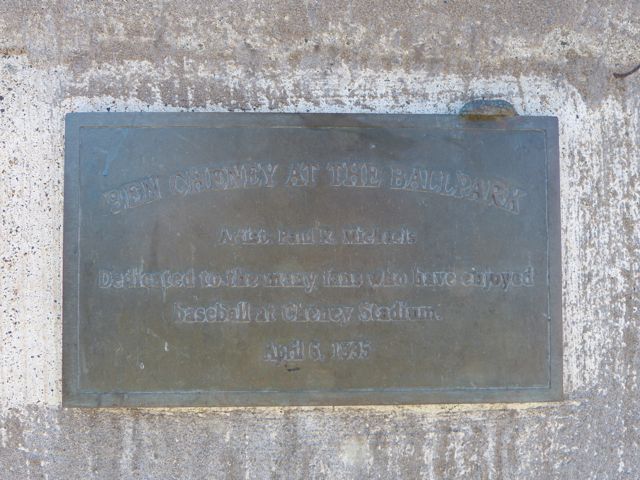 BEN CHENEY AT THE BALLPARK
Artist: Paul R. Michaels
Dedicated to the many fans who have enjoyed
baseball at Cheney Stadium.
April 6, 1995